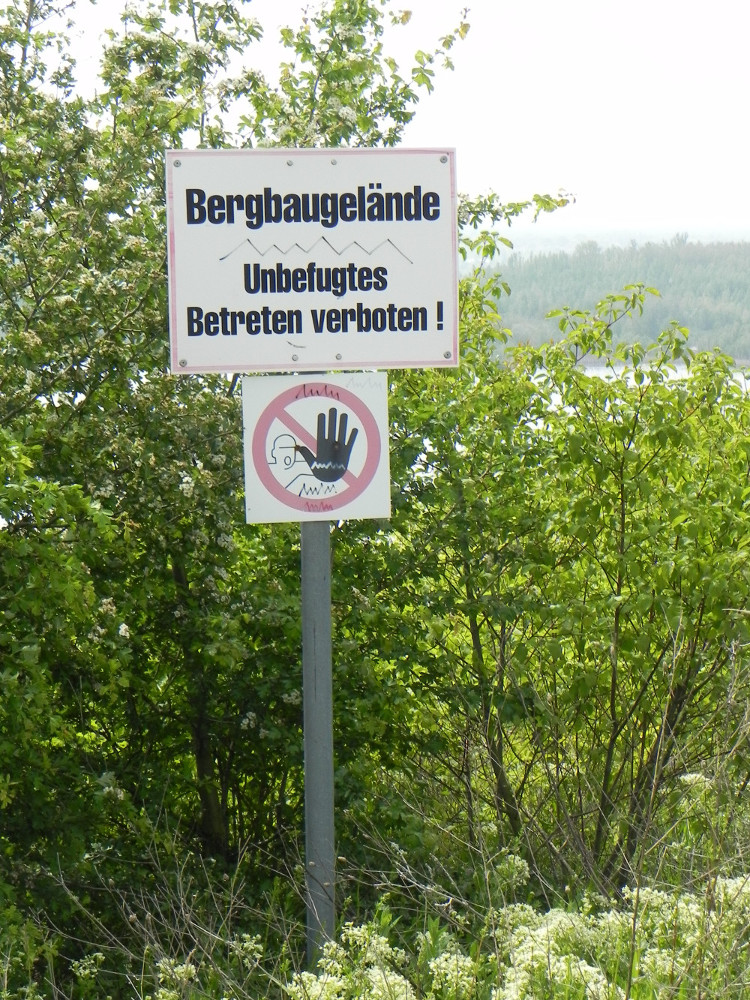 Bergbaugelände
Unbefugtes
Betreten verboten !